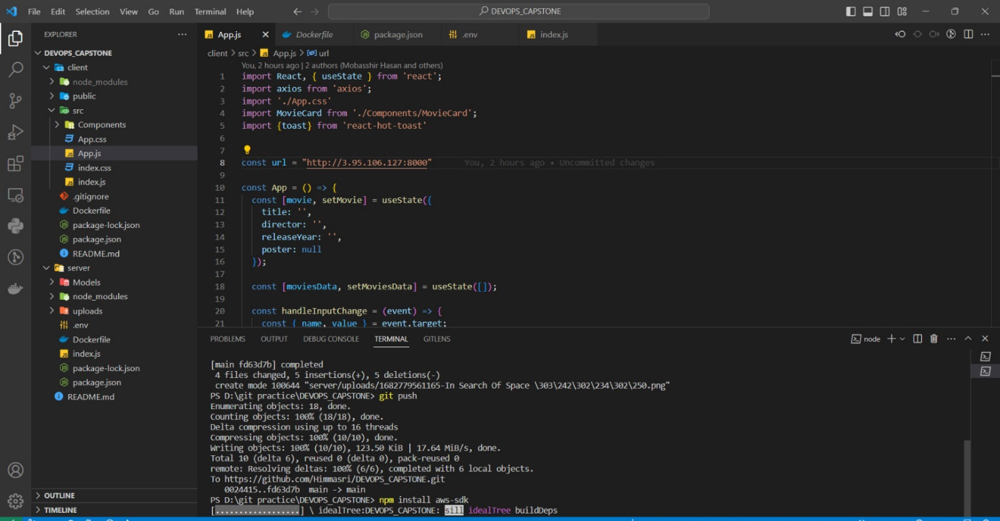 File Edit Selection View Go Run Terminal Help
DEVOPS_CAPSTONE
EXPLORER
DEVOPS_CAPSTONE
client
node_modules
public
src
Components
App.css
App.js
index.css
index.js
.gitignore
Dockerfile
package-lock.json
package.json
README.md
server
Models
node_modules
uploads
.env
Dockerfile
index.js
package-lock.json
package.json
README.md
OUTLINE
TIMELINE
App.js Dockerfile package.json .env index.js
client > src > App.js > url
You, 2 hours ago | 2 authors (Mobasshir Hasan and others)
1 import React, { useState } from 'react';
2 import axios from 'axios';
3 import './App.css'
4 import MovieCard from './Components/MovieCard';
5 import {toast} from 'react-hot-toast'
6
7
8 const url = "http://3.95.106.127:8000" You, 2 hours ago • Uncommitted changes
9
10 const App = () => {
11 const [movie, setMovie] = useState({
12 title: '',
13 director: '',
14 releaseYear: '',
15 poster: null
16 });
17
18 const [moviesData, setMoviesData] = useState([]);
19
20 const handleInputChange = (event) => {
21 const { name, value } = event.target;
PROBLEMS OUTPUT DEBUG CONSOLE TERMINAL GITLENS
node
[main fd63d7b] completed
4 files changed, 5 insertions(+), 5 deletions(-)
create mode 100644 "server/uploads/1682779561165-In Search Of Space \303\242\302\234\302\250.png"
PS D:\git practice\DEVOPS_CAPSTONE> git push
Enumerating objects: 18, done.
Counting objects: 100% (18/18), done.
Delta compression using up to 16 threads
Compressing objects: 100% (10/10), done.
Writing objects: 100% (10/10), 123.50 KiB | 17.64 MiB/s, done.
Total 10 (delta 6), reused 0 (delta 0), pack-reused 0
remote: Resolving deltas: 100% (6/6), completed with 6 local objects.
To https://github.com/Himmasri/DEVOPS_CAPSTONE.git
0024415..fd63d7b main -> main
PS D:\git practice\DEVOPS_CAPSTONE> npm install aws-sdk
[..................] \ idealTree:DEVOPS_CAPSTONE: sill idealTree buildDeps